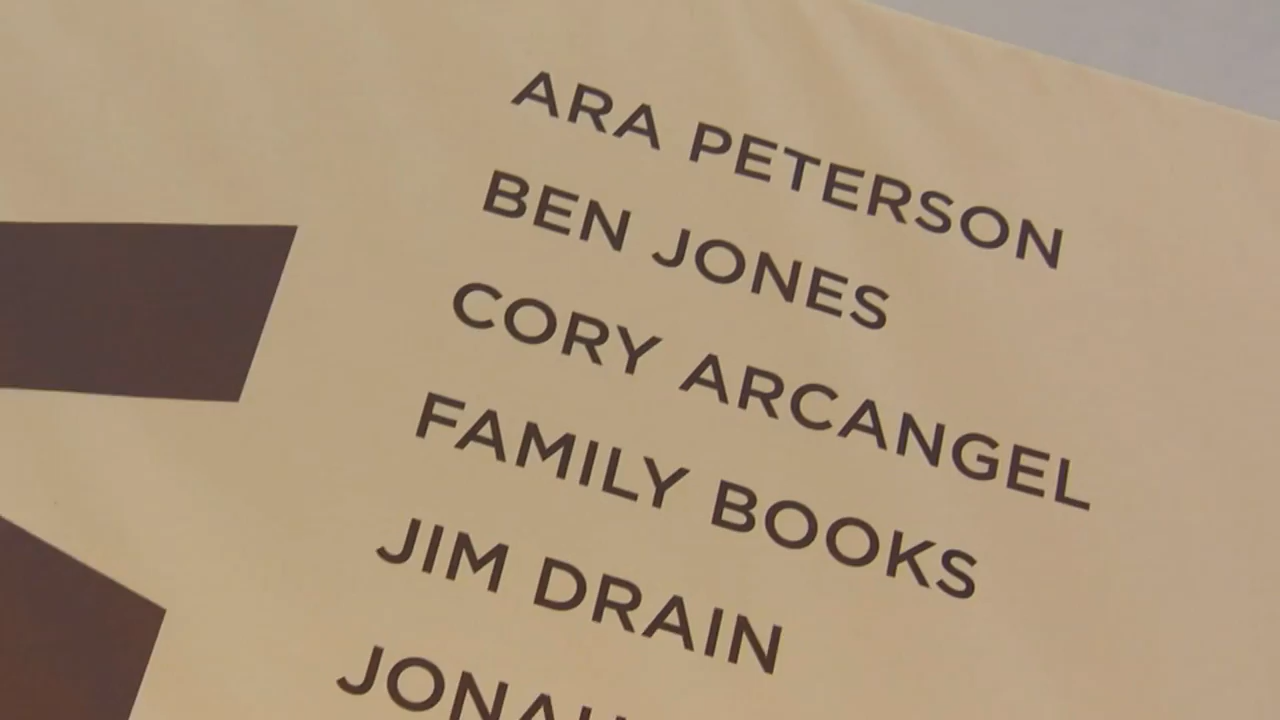 ARA PETERSON
BEN JONES
CORY ARCANGEL
FAMILY BOOKS
JIM DRAIN